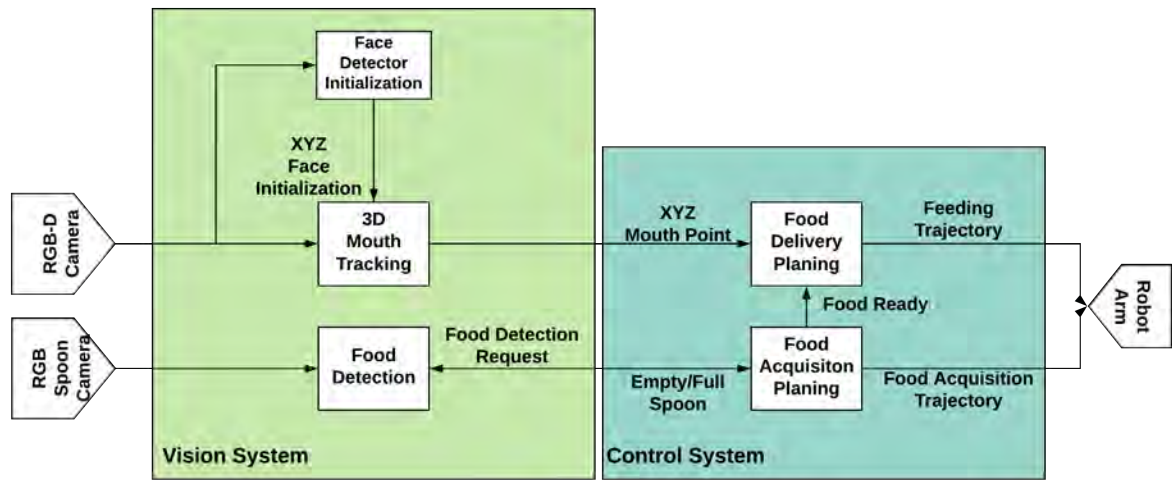 Face
Detector
Initialization
XYZ
Face
Initialization
RGB-D
Camera
3D
Mouth
Tracking
XYZ
Mouth Point
Food
Delivery
Planing
Feeding
Trajectory
Robot
Arm
Food Ready
RGB
Spoon
Camera
Food
Detection
Food Detection
Request
Empty/Full
Spoon
Food
Acquisiton
Planing
Food Acquisition
Trajectory
Vision System
Control System